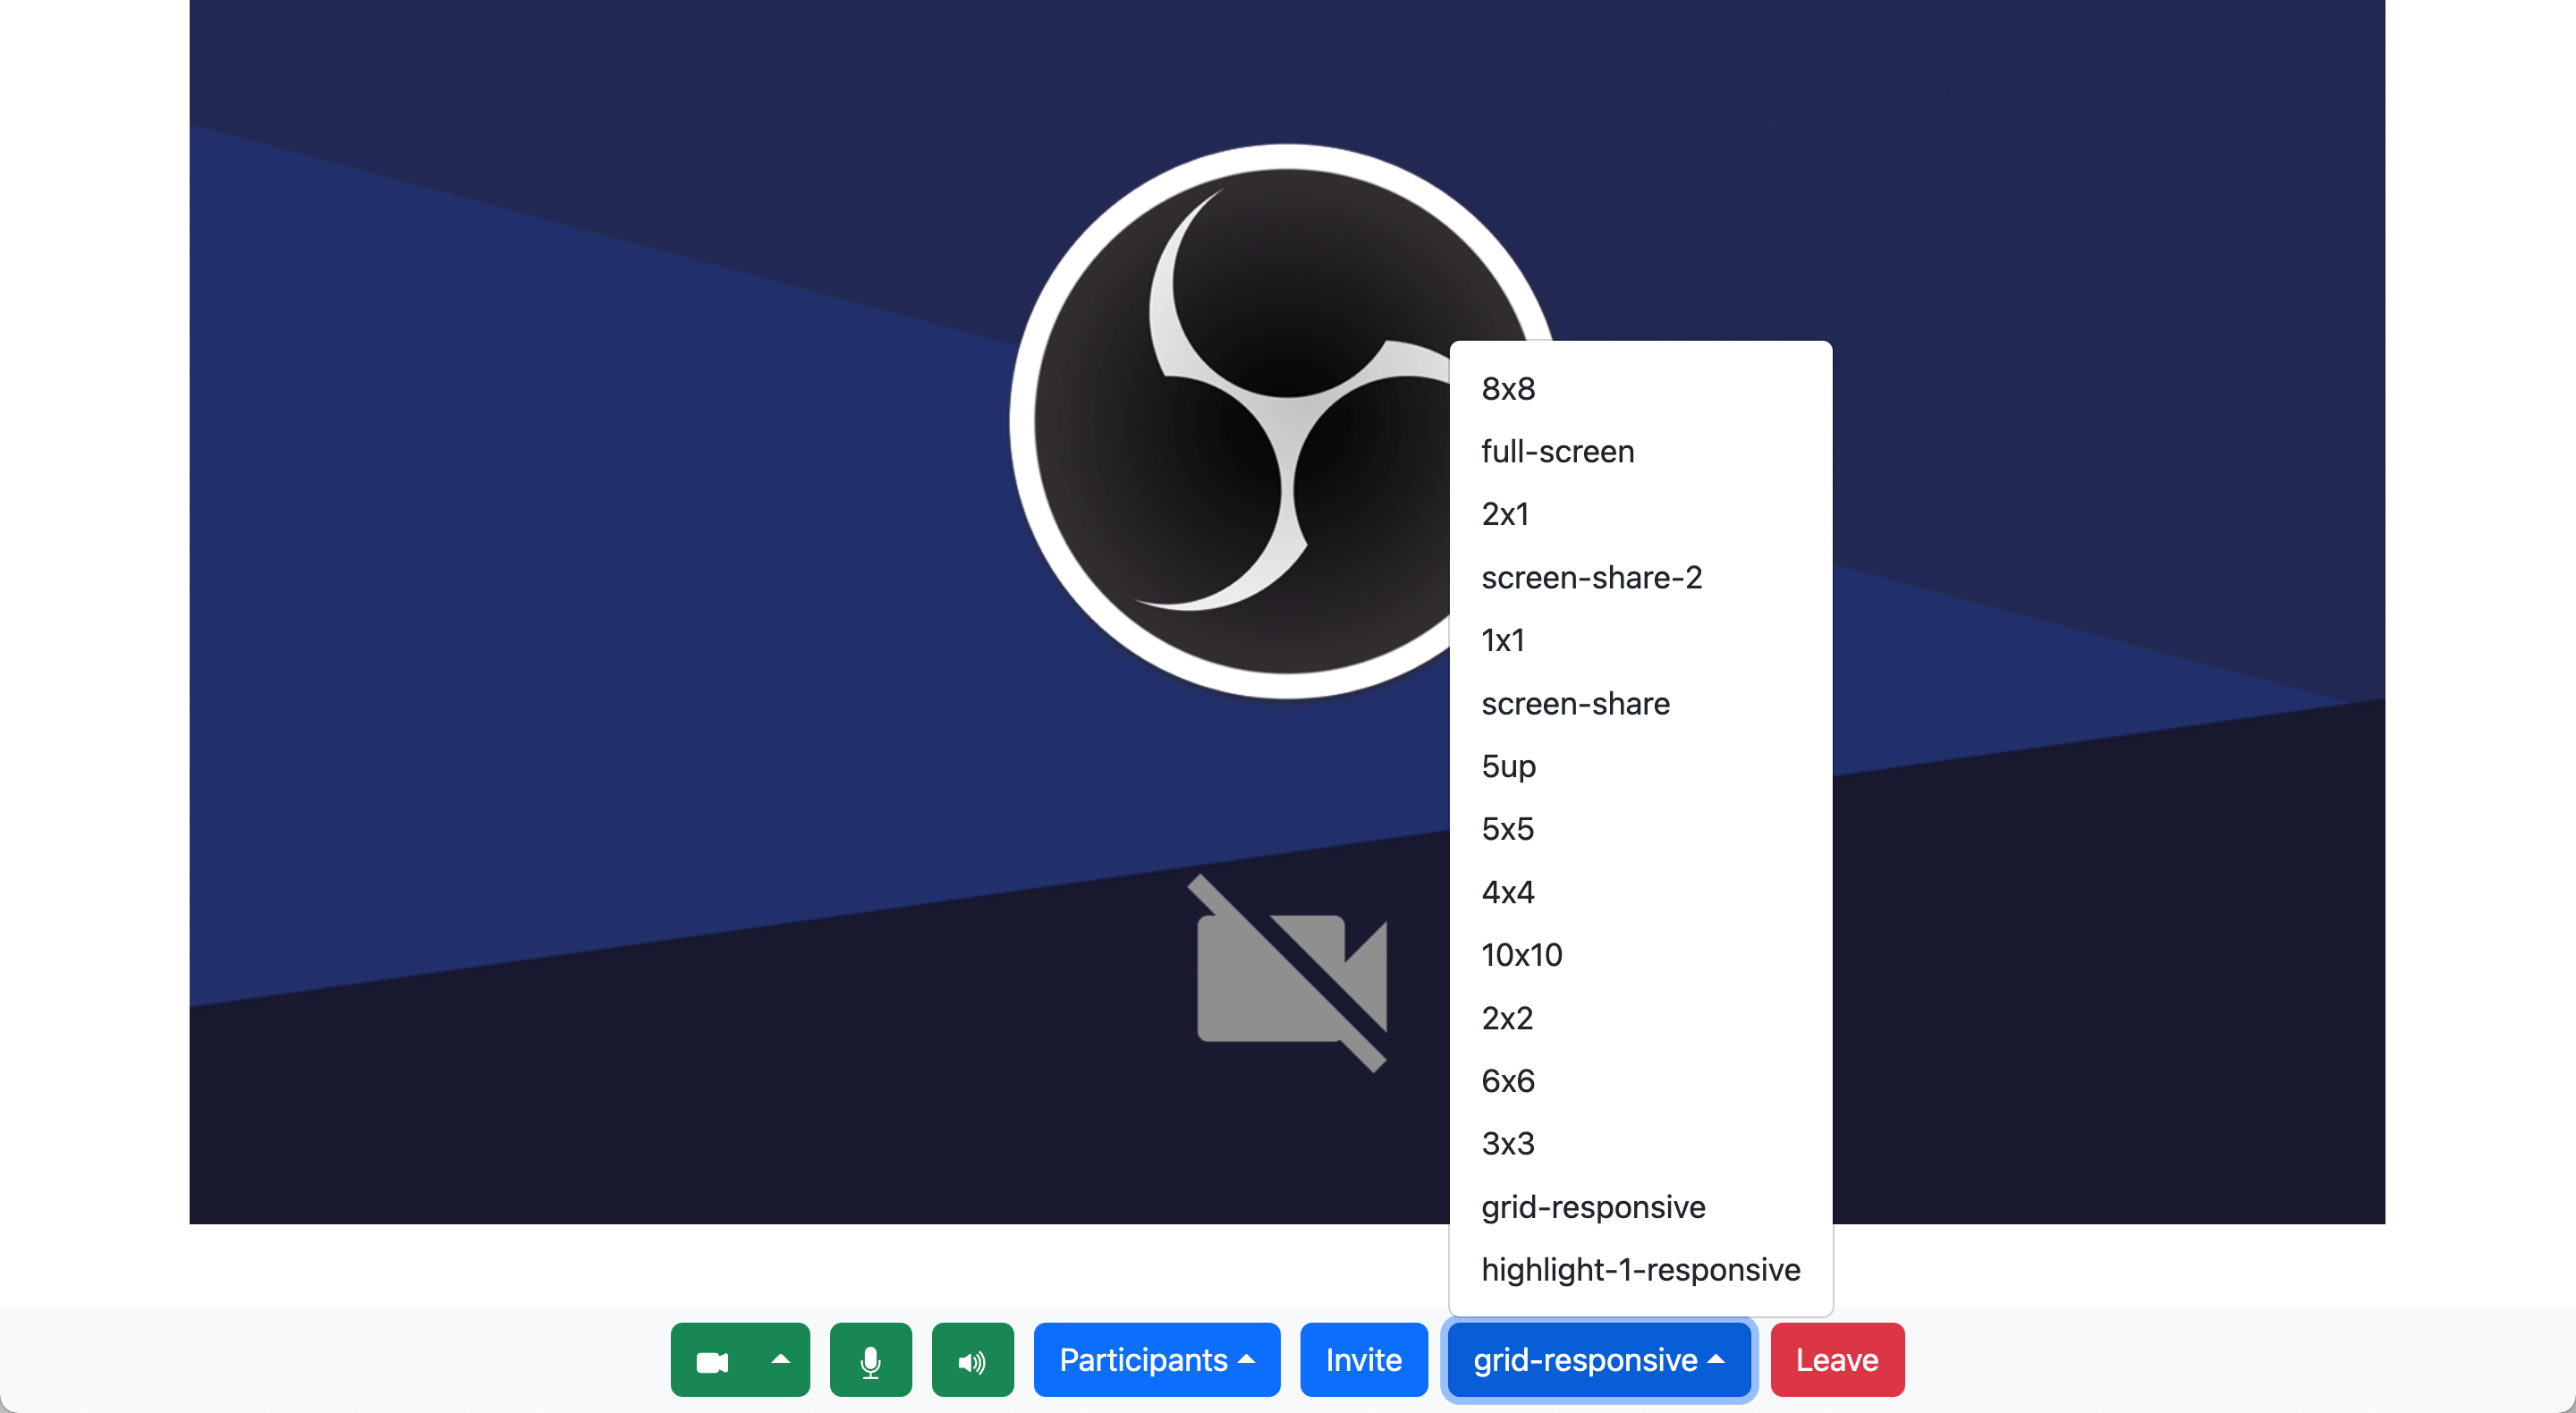 8x8
full-screen
2x1
screen-share-2
1x1
screen-share
5up
5x5
4x4
10x10
2x2
6x6
3x3
grid-responsive
highlight-1-responsive
Participants
Invite
grid-responsive
Leave